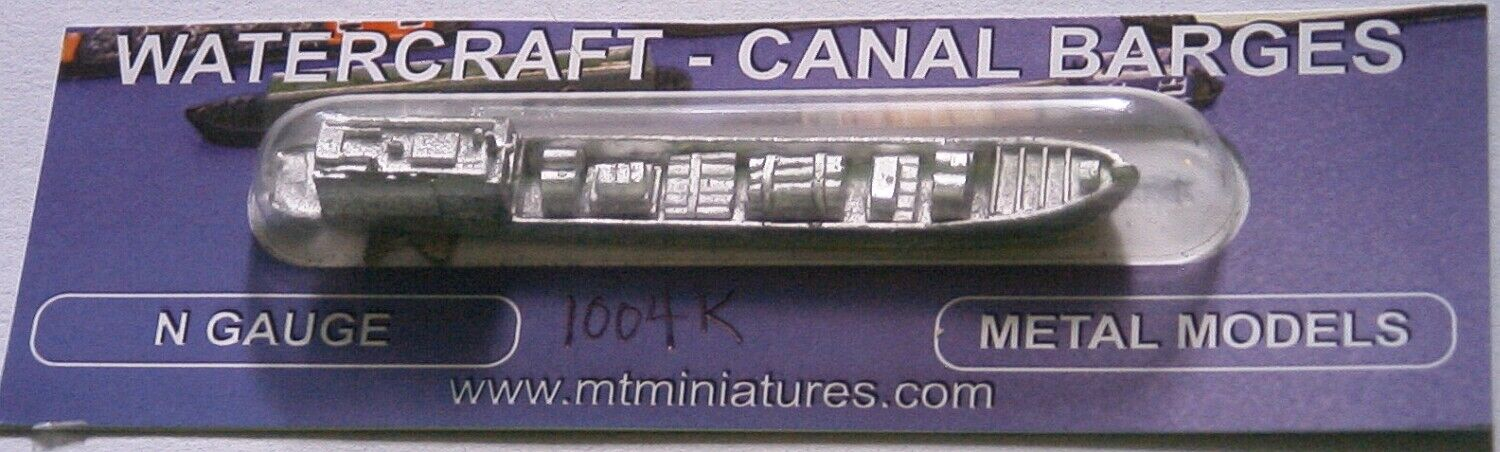 WATERCRAFT - CANAL BARGES
N GAUGE
1004K
METAL MODELS
www.mtminiatures.com